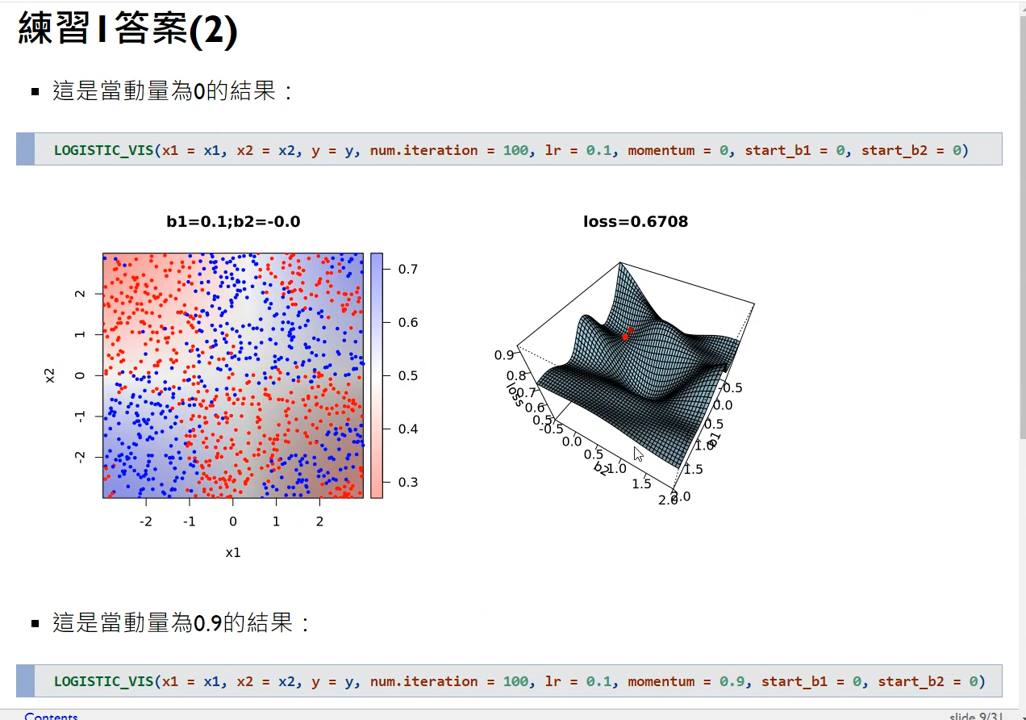 練習1答案(2)
▪ 這是當動量為0的結果：
LOGISTIC_VIS(x1 = x1, x2 = x2, y = y, num.iteration = 100, lr = 0.1, momentum = 0, start_b1 = 0, start_b2 = 0)
b1=0.1;b2=-0.0
loss=0.6708
0.7
0.6
0.5
0.4
0.3
2
1
0
-1
-2
x2
-2 -1 0 1 2
x1
0.9
0.8
0.7
0.6
0.5
loss
-0.5
0.0
0.5
1.0
1.5
2.0
b2
-0.5
0.0
0.5
1.0
1.5
2.0
b1
▪ 這是當動量為0.9的結果：
LOGISTIC_VIS(x1 = x1, x2 = x2, y = y, num.iteration = 100, lr = 0.1, momentum = 0.9, start_b1 = 0, start_b2 = 0)
Contents
slide 9/31